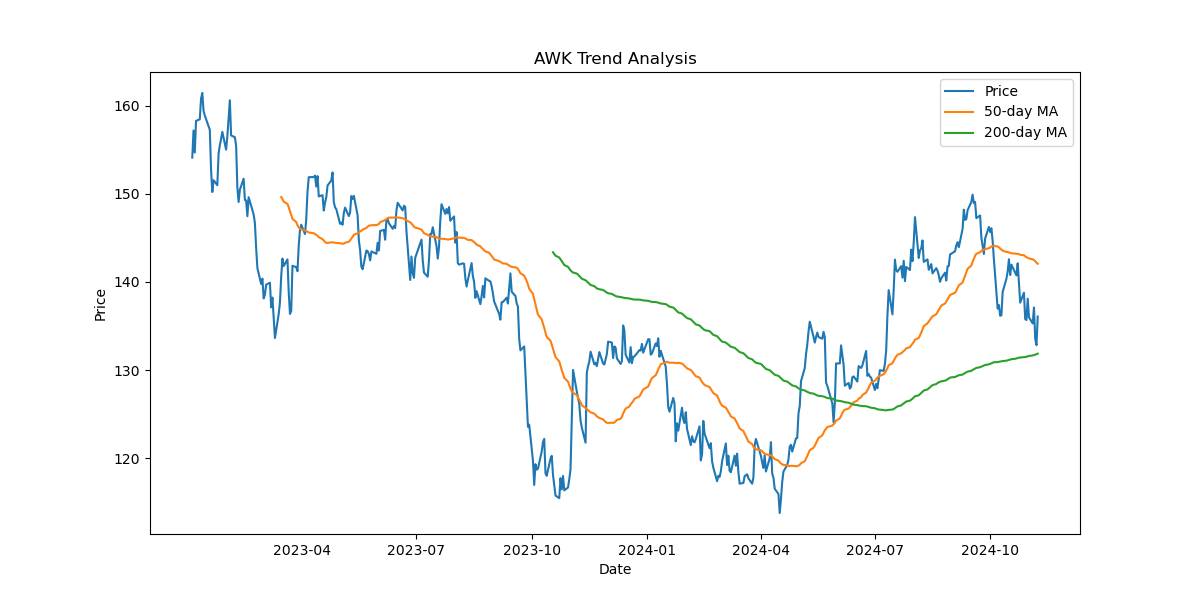 AWK Trend Analysis
Price
50-day MA
200-day MA
160
150
140
130
120
Price
2023-04
2023-07
2023-10
2024-01
2024-04
2024-07
2024-10
Date